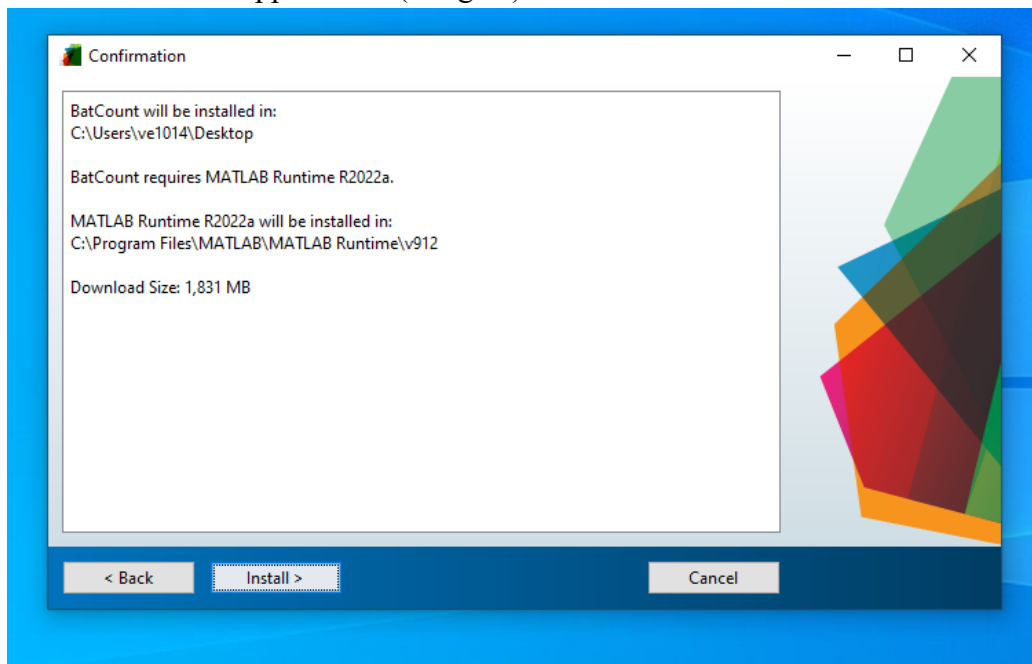 Confirmation
BatCount will be installed in:
C:\Users\ve1014\Desktop
BatCount requires MATLAB Runtime R2022a.
MATLAB Runtime R2022a will be installed in:
C:\Program Files\MATLAB\MATLAB Runtime\v912
Download Size: 1,831 MB
< Back
Install >
Cancel